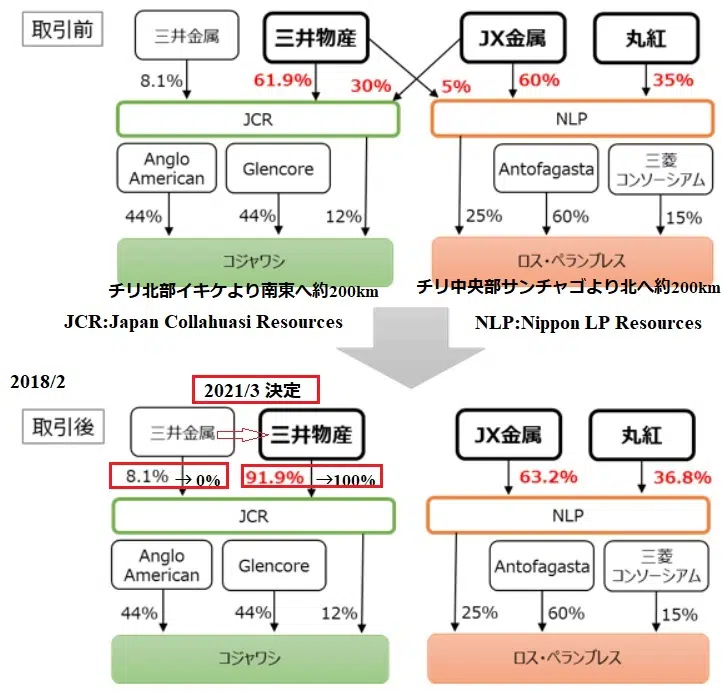 取引前
三井金属
三井物産
JX金属
丸紅
8.1%
61.9%
30%
5%
60%
35%
JCR
NLP
Anglo
American
Glencore
Antofagasta
三菱
コンソーシアム
44%
44%
12%
25%
60%
15%
コジャワシ
ロス・ペランブレス
チリ北部イキケより南東へ約200km
チリ中央部サンチャゴより北へ約200km
JCR:Japan Collahuasi Resources
NLP:Nippon LP Resources
2018/2
2021/3 決定
取引後
三井金属
三井物産
JX金属
丸紅
8.1% → 0%
91.9% →100%
63.2%
36.8%
JCR
NLP
Anglo
American
Glencore
Antofagasta
三菱
コンソーシアム
44%
44%
12%
25%
60%
15%
コジャワシ
ロス・ペランブレス